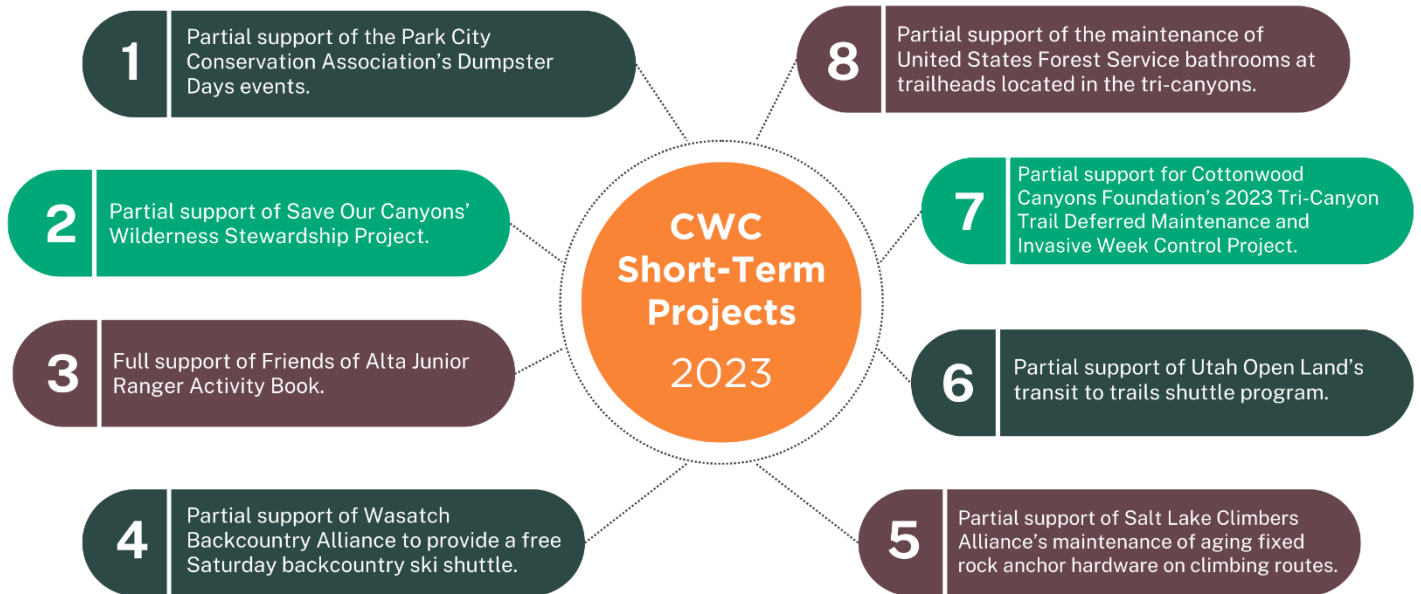 1
Partial support of the Park City
Conservation Association's Dumpster
Days events.
2
Partial support of Save Our Canyons'
Wilderness Stewardship Project.
3
Full support of Friends of Alta Junior
Ranger Activity Book.
4
Partial support of Wasatch
Backcountry Alliance to provide a free
Saturday backcountry ski shuttle.
CWC
Short-Term
Projects
2023
8
Partial support of the maintenance of
United States Forest Service bathrooms at
trailheads located in the tri-canyons.
7
Partial support for Cottonwood
Canyons Foundation's 2023 Tri-Canyon
Trail Deferred Maintenance and
Invasive Week Control Project.
6
Partial support of Utah Open Land's
transit to trails shuttle program.
5
Partial support of Salt Lake Climbers
Alliance's maintenance of aging fixed
rock anchor hardware on climbing routes.